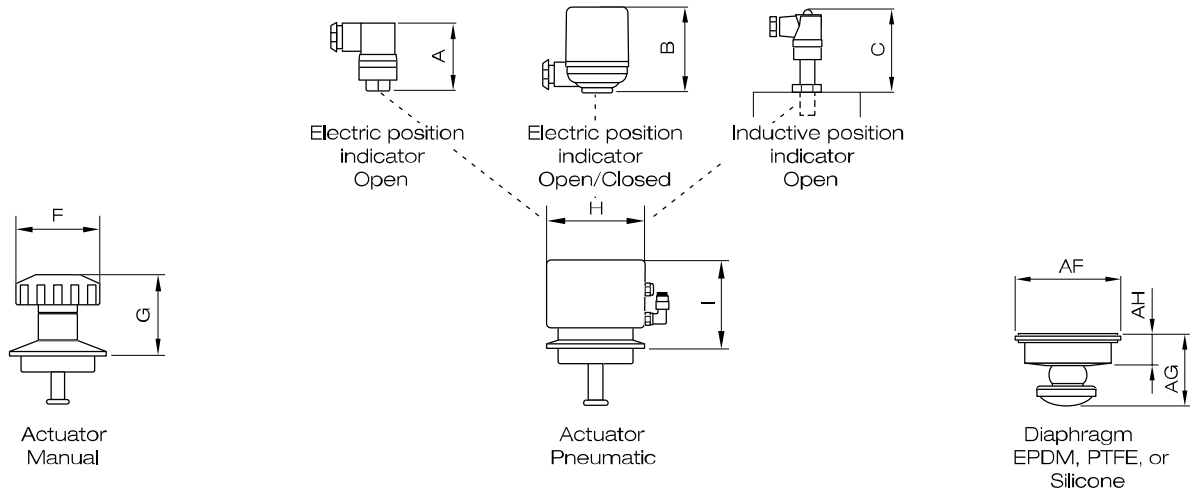 A
B
C
Electric position
indicator
Open
Electric position
indicator
Open/Closed
Inductive position
indicator
Open
F
G
H
I
AF
AH
AG
Actuator
Manual
Actuator
Pneumatic
Diaphragm
EPDM, PTFE, or
Silicone